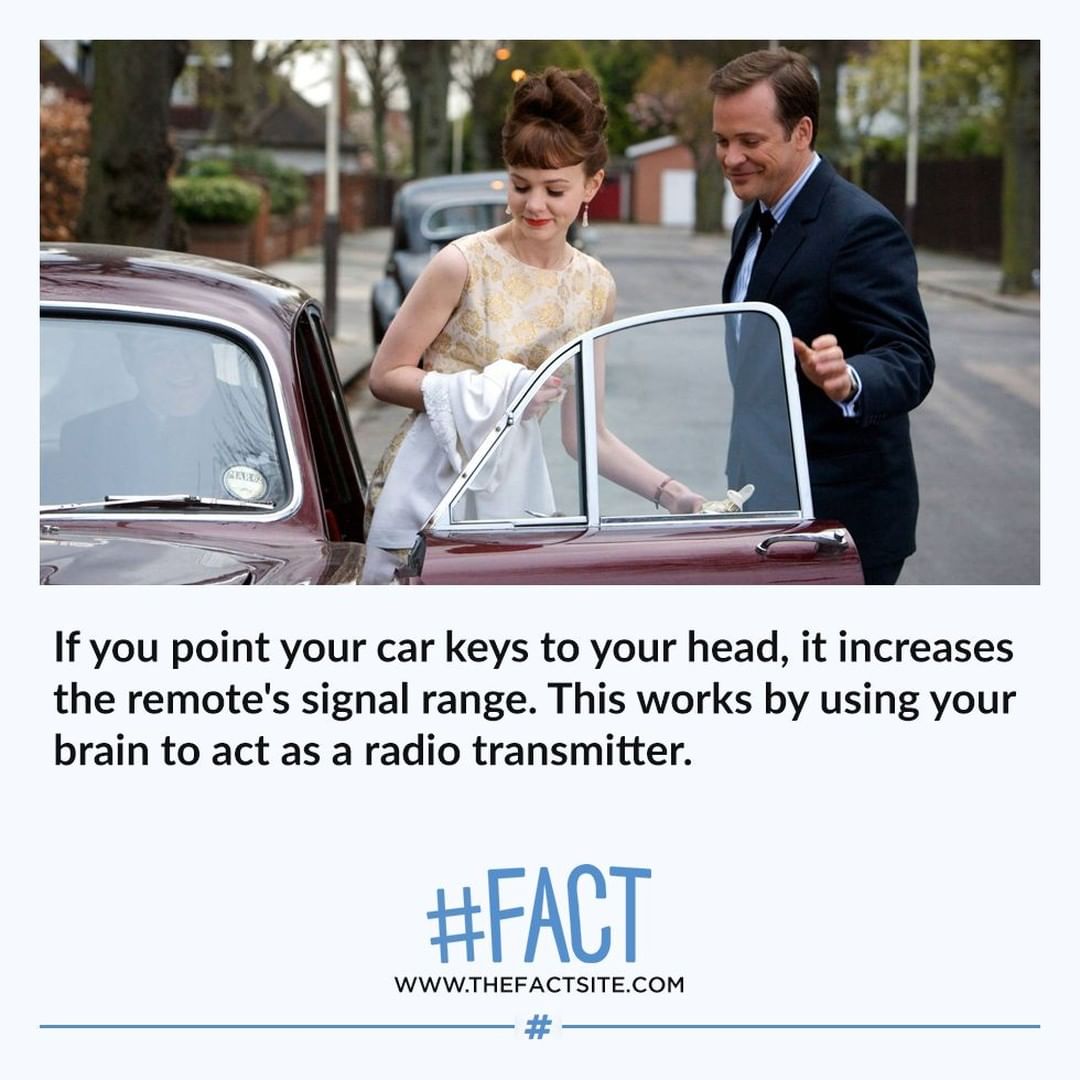 If you point your car keys to your head, it increases
the remote's signal range. This works by using your
brain to act as a radio transmitter.
#FACT
WWW.THEFACTSITE.COM
#